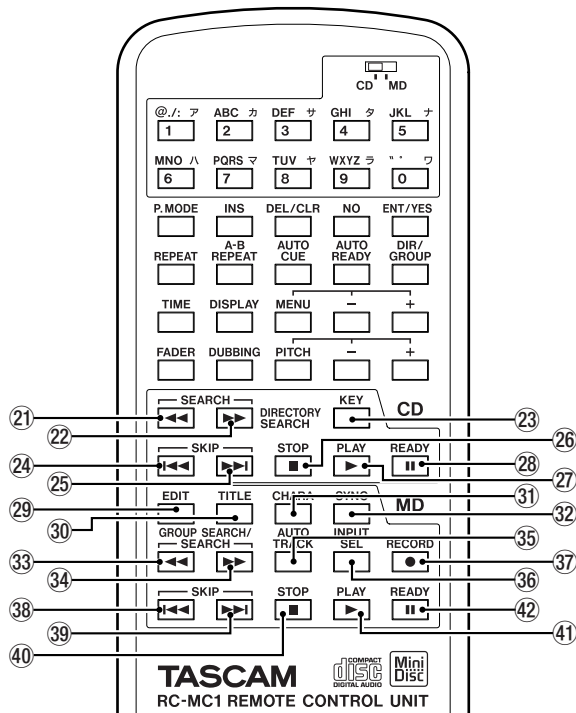 CD MD
@./: ア ABC カ DEF サ GHI タ JKL ナ
1 2 3 4 5
MNO ハ PQRS マ TUV ヤ WXYZ ラ ゛゜ ワ
6 7 8 9 0
P.MODE INS DEL/CLR NO ENT/YES
REPEAT A-B REPEAT AUTO CUE AUTO READY DIR/GROUP
TIME DISPLAY MENU − +
FADER DUBBING PITCH − +
SEARCH KEY CD
21 22 DIRECTORY SEARCH 23
SKIP STOP PLAY READY
24 25 26 27 28
EDIT TITLE CHARA SYNC MD
29 30 31 32
GROUP SEARCH/
SEARCH AUTO TRACK INPUT SEL RECORD
33 34 35 36 37
SKIP STOP PLAY READY
38 39 40 41 42
TASCAM COMPACT disc DIGITAL AUDIO Mini Disc
RC-MC1 REMOTE CONTROL UNIT